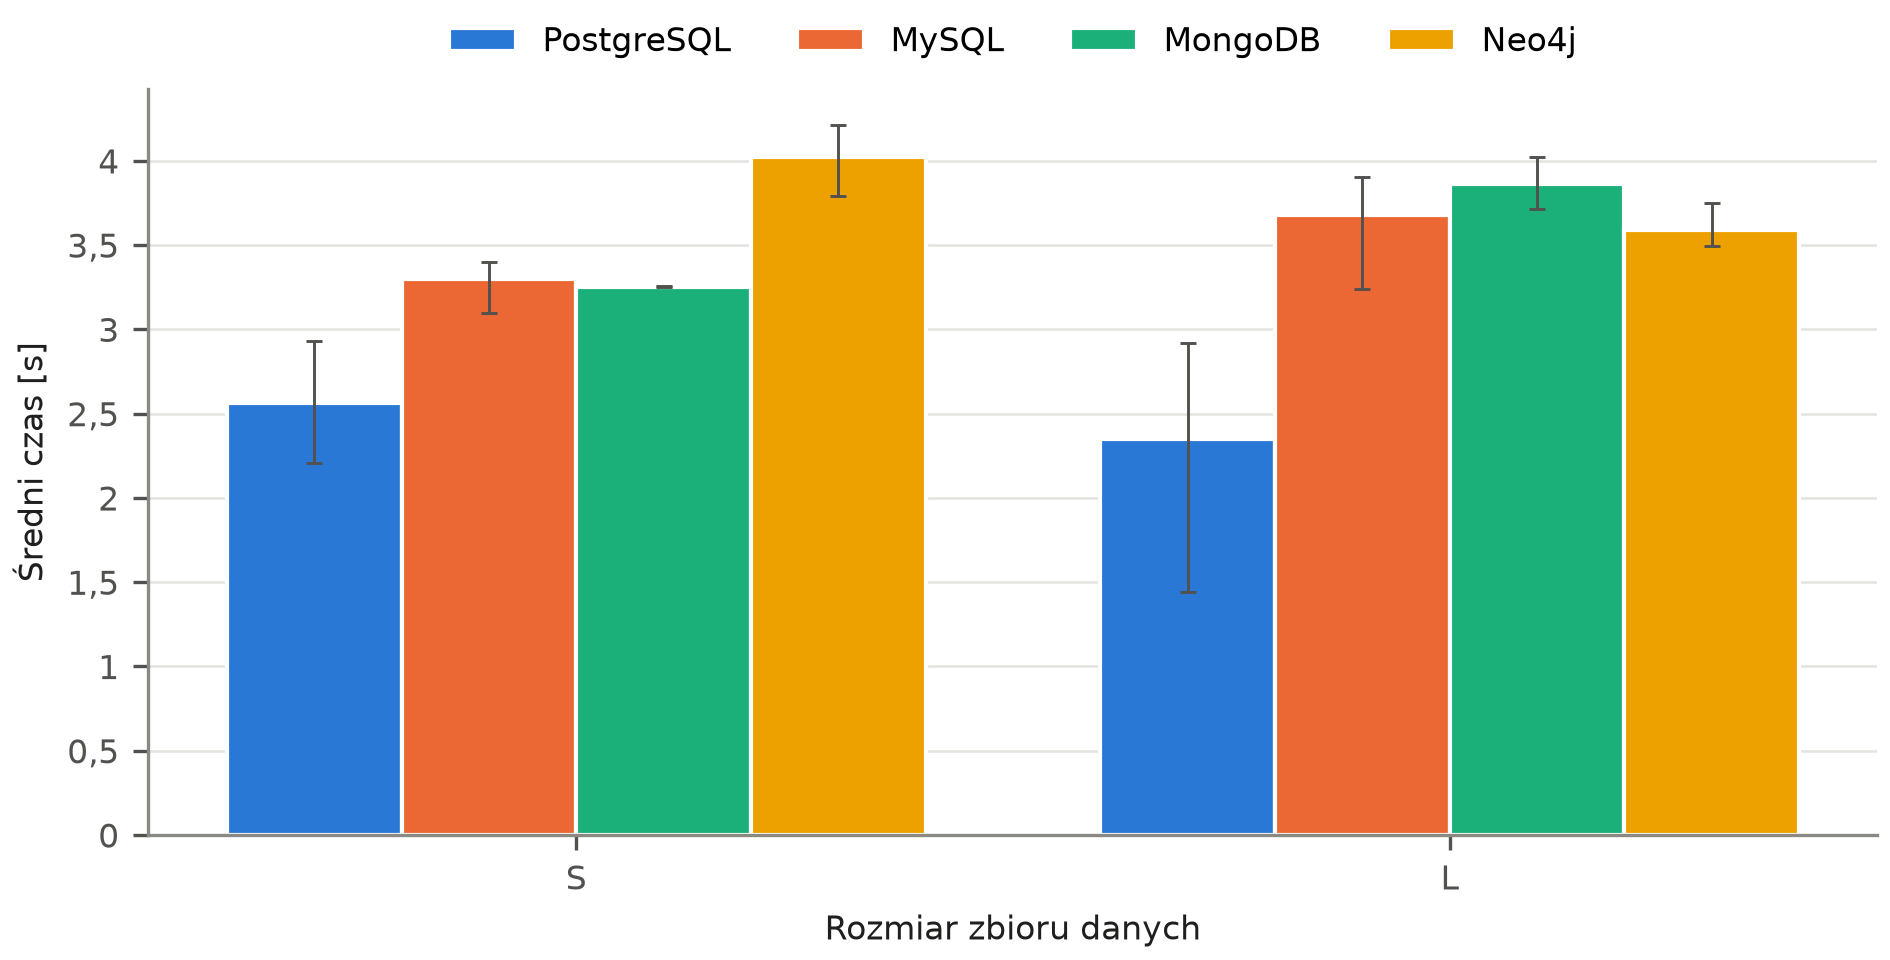 PostgreSQL MySQL MongoDB Neo4j
Średni czas [s]
4
3,5
3
2,5
2
1,5
1
0,5
0
S L
Rozmiar zbioru danych